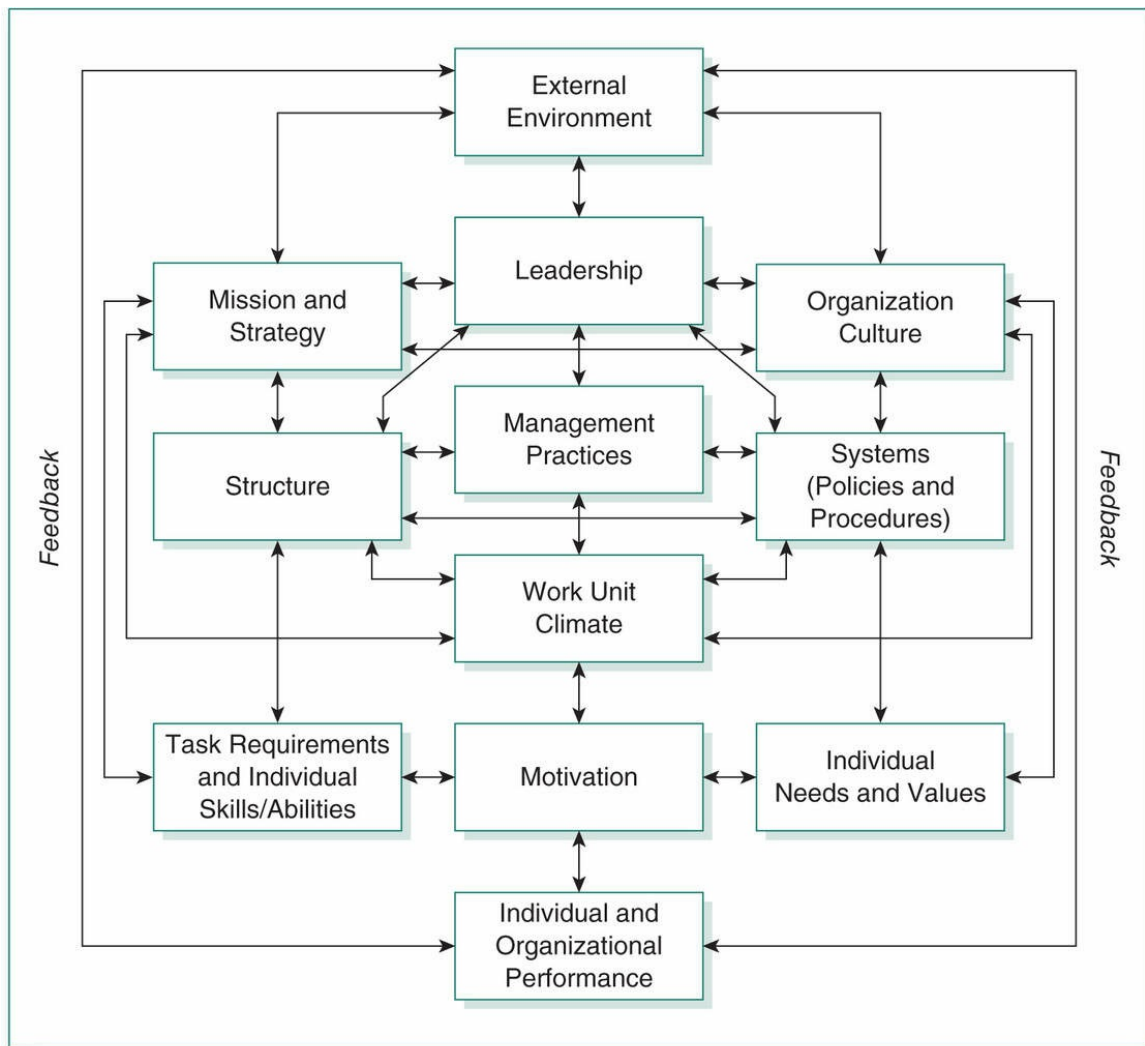 External
Environment
Leadership
Mission and
Strategy
Organization
Culture
Management
Practices
Structure
Systems
(Policies and
Procedures)
Feedback
Feedback
Work Unit
Climate
Task Requirements
and Individual
Skills/Abilities
Motivation
Individual
Needs and Values
Individual and
Organizational
Performance